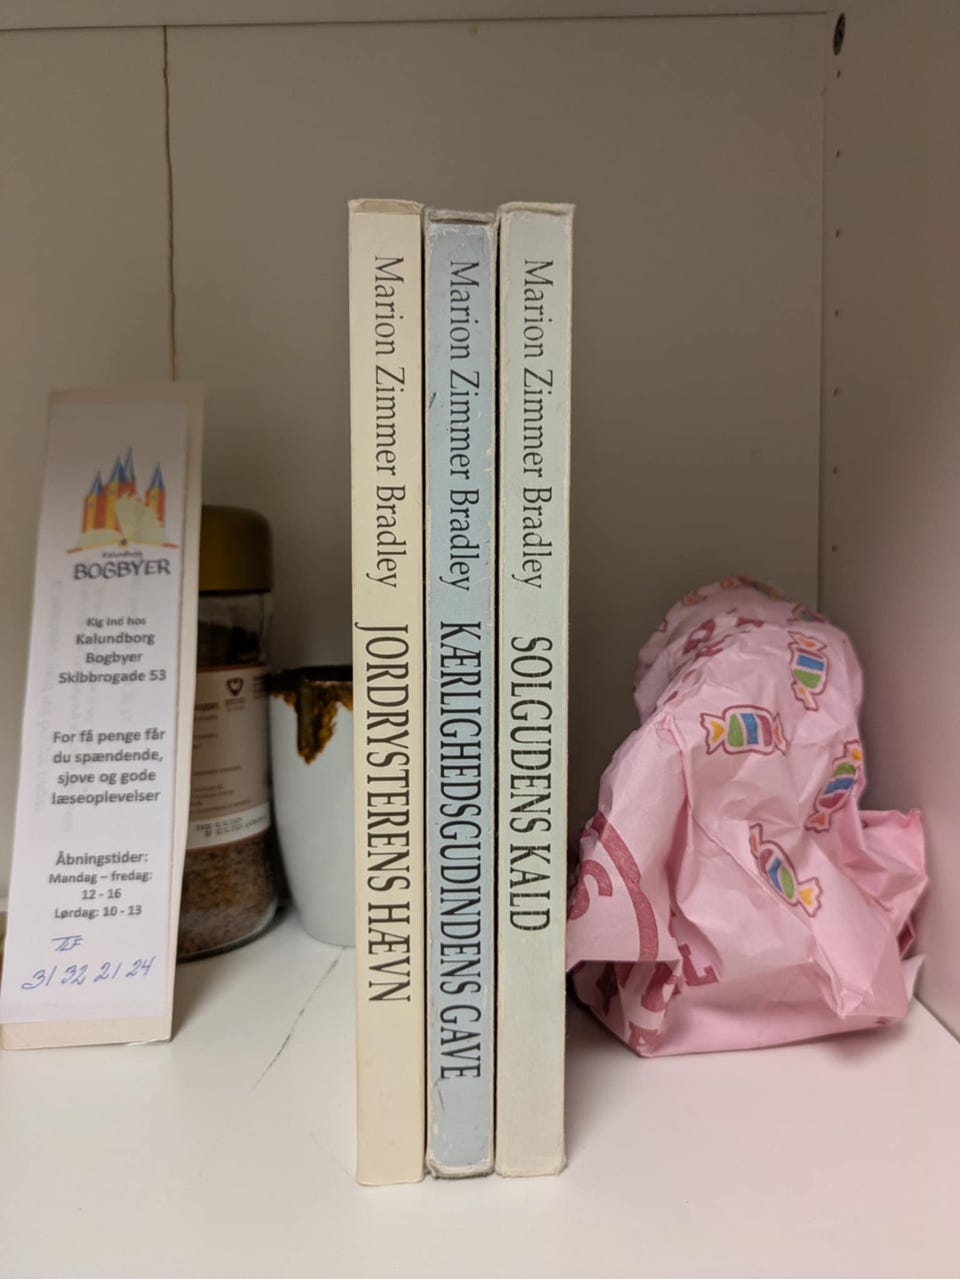 Kalundborg
BOGBYER
Kig ind hos
Kalundborg
Bogbyer
Skibbrogade 53
For få penge får
du spændende,
sjove og gode
læseoplevelser
Åbningstider:
Mandag – fredag:
12 - 16
Lørdag: 10 - 13
TLF
31 32 21 24
Marion Zimmer Bradley JORDRYSTERENS HÆVN
Marion Zimmer Bradley KÆRLIGHEDSGUDINDENS GAVE
Marion Zimmer Bradley SOLGUDENS KALD